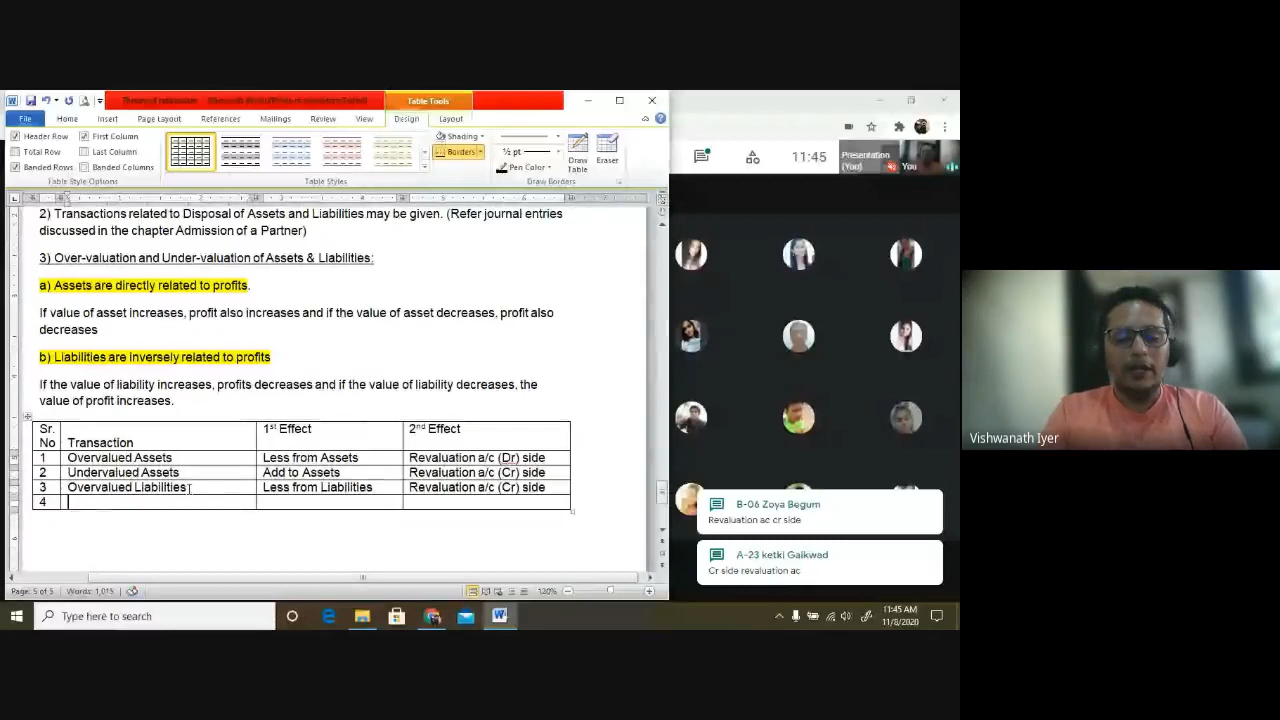 Table Tools
File Home Insert Page Layout References Mailings Review View Design Layout
Header Row First Column
Total Row Last Column
Banded Rows Banded Columns
Table Style Options
Table Styles
Shading
Borders
½ pt
Pen Color
Draw Table
Eraser
Draw Borders
2) Transactions related to Disposal of Assets and Liabilities may be given. (Refer journal entries
discussed in the chapter Admission of a Partner)
3) Over-valuation and Under-valuation of Assets & Liabilities:
a) Assets are directly related to profits.
If value of asset increases, profit also increases and if the value of asset decreases, profit also
decreases
b) Liabilities are inversely related to profits
If the value of liability increases, profits decreases and if the value of liability decreases, the
value of profit increases.
Sr. No Transaction 1st Effect 2nd Effect
1 Overvalued Assets Less from Assets Revaluation a/c (Dr) side
2 Undervalued Assets Add to Assets Revaluation a/c (Cr) side
3 Overvalued Liabilities Less from Liabilities Revaluation a/c (Cr) side
4
Page: 5 of 5 Words: 1,015 120%
Type here to search
11:45 AM
11/8/2020
11:45
Presentation (You)
You
B-06 Zoya Begum
Revaluation ac cr side
A-23 ketki Gaikwad
Cr side revaluation ac
Vishwanath Iyer